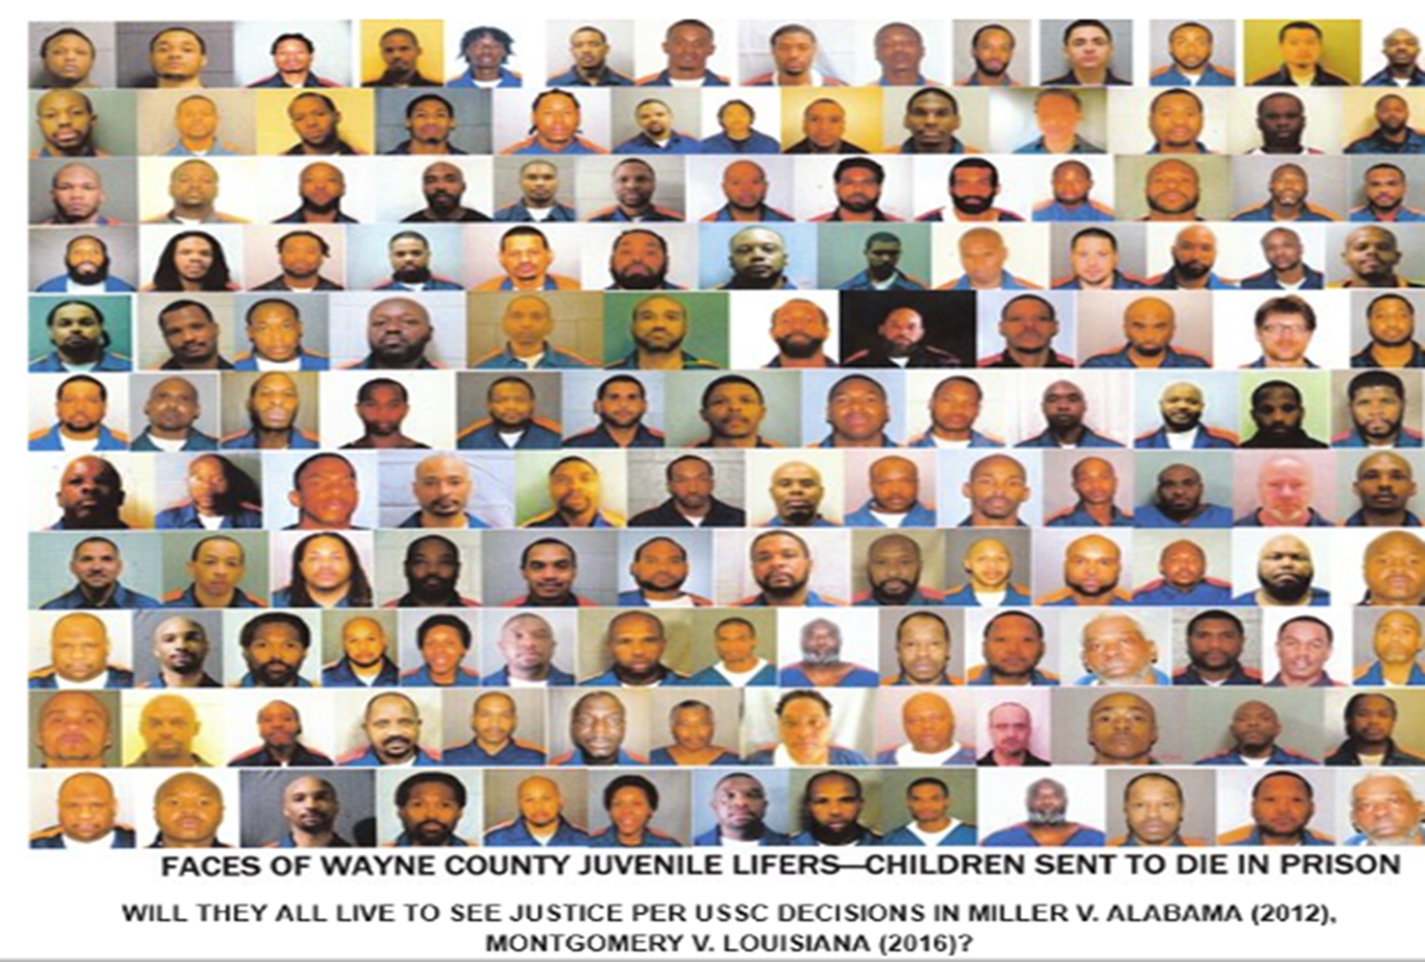 FACES OF WAYNE COUNTY JUVENILE LIFERS—CHILDREN SENT TO DIE IN PRISON
WILL THEY ALL LIVE TO SEE JUSTICE PER USSC DECISIONS IN MILLER V. ALABAMA (2012),
MONTGOMERY V. LOUISIANA (2016)?